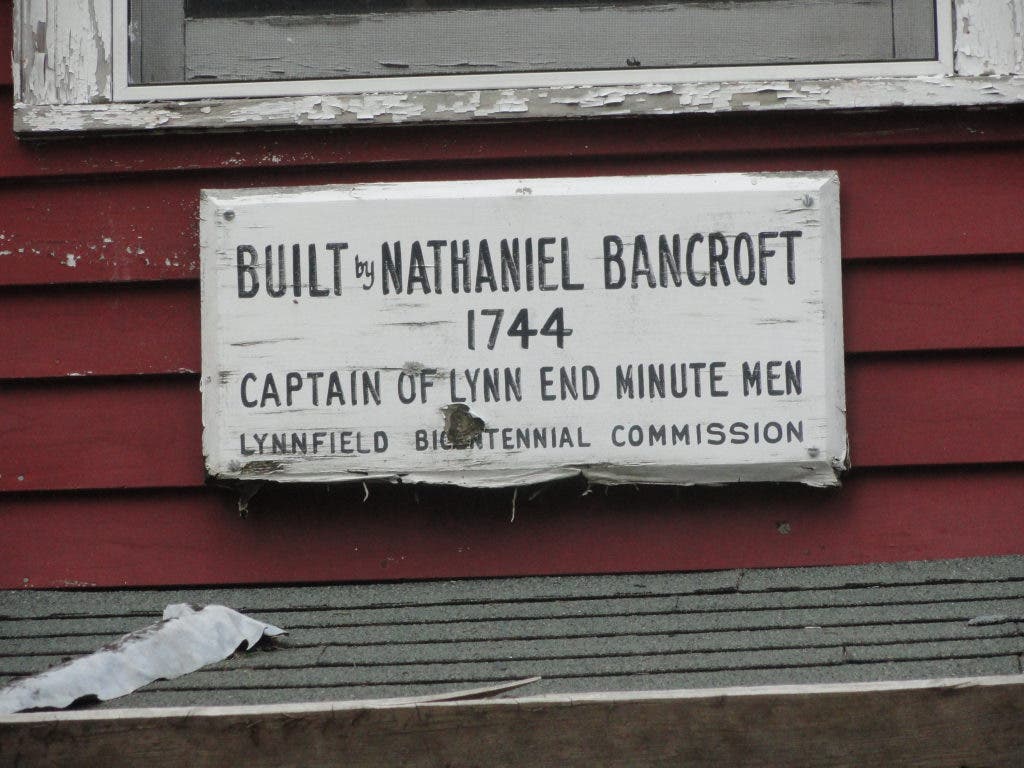 BUILT by NATHANIEL BANCROFT
1744
CAPTAIN OF LYNN END MINUTE MEN
LYNNFIELD BICENTENNIAL COMMISSION